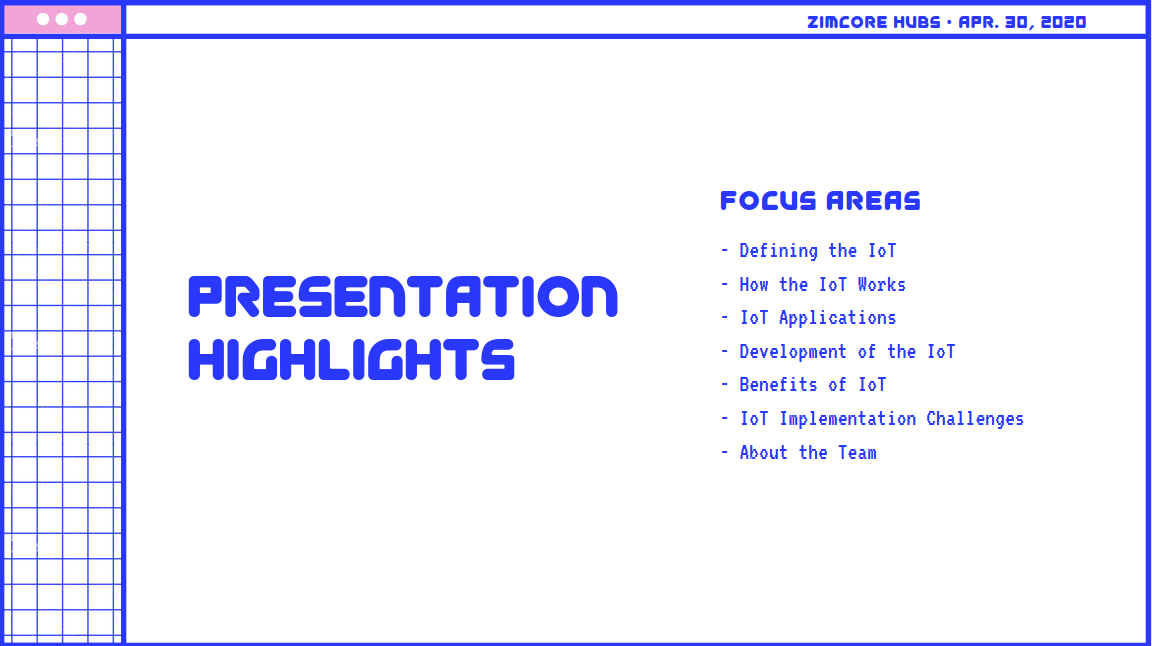 ZIMCORE HUBS • APR. 30, 2020
PRESENTATION
HIGHLIGHTS
FOCUS AREAS
- Defining the IoT
- How the IoT Works
- IoT Applications
- Development of the IoT
- Benefits of IoT
- IoT Implementation Challenges
- About the Team